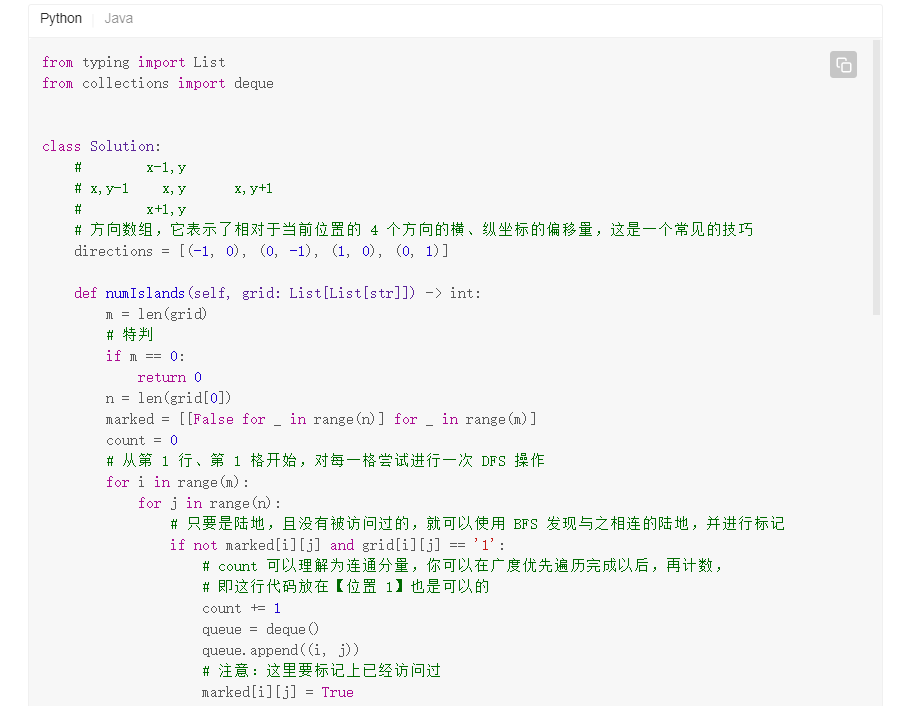 Python Java
from typing import List
from collections import deque
class Solution:
    #        x-1,y
    # x,y-1    x,y      x,y+1
    #        x+1,y
    # 方向数组，它表示了相对于当前位置的 4 个方向的横、纵坐标的偏移量，这是一个常见的技巧
    directions = [(-1, 0), (0, -1), (1, 0), (0, 1)]
    def numIslands(self, grid: List[List[str]]) -> int:
        m = len(grid)
        # 特判
        if m == 0:
            return 0
        n = len(grid[0])
        marked = [[False for _ in range(n)] for _ in range(m)]
        count = 0
        # 从第 1 行、第 1 格开始，对每一格尝试进行一次 DFS 操作
        for i in range(m):
            for j in range(n):
                # 只要是陆地，且没有被访问过的，就可以使用 BFS 发现与之相连的陆地，并进行标记
                if not marked[i][j] and grid[i][j] == '1':
                    # count 可以理解为连通分量，你可以在广度优先遍历完成以后，再计数，
                    # 即这行代码放在【位置 1】也是可以的
                    count += 1
                    queue = deque()
                    queue.append((i, j))
                    # 注意：这里要标记上已经访问过
                    marked[i][j] = True